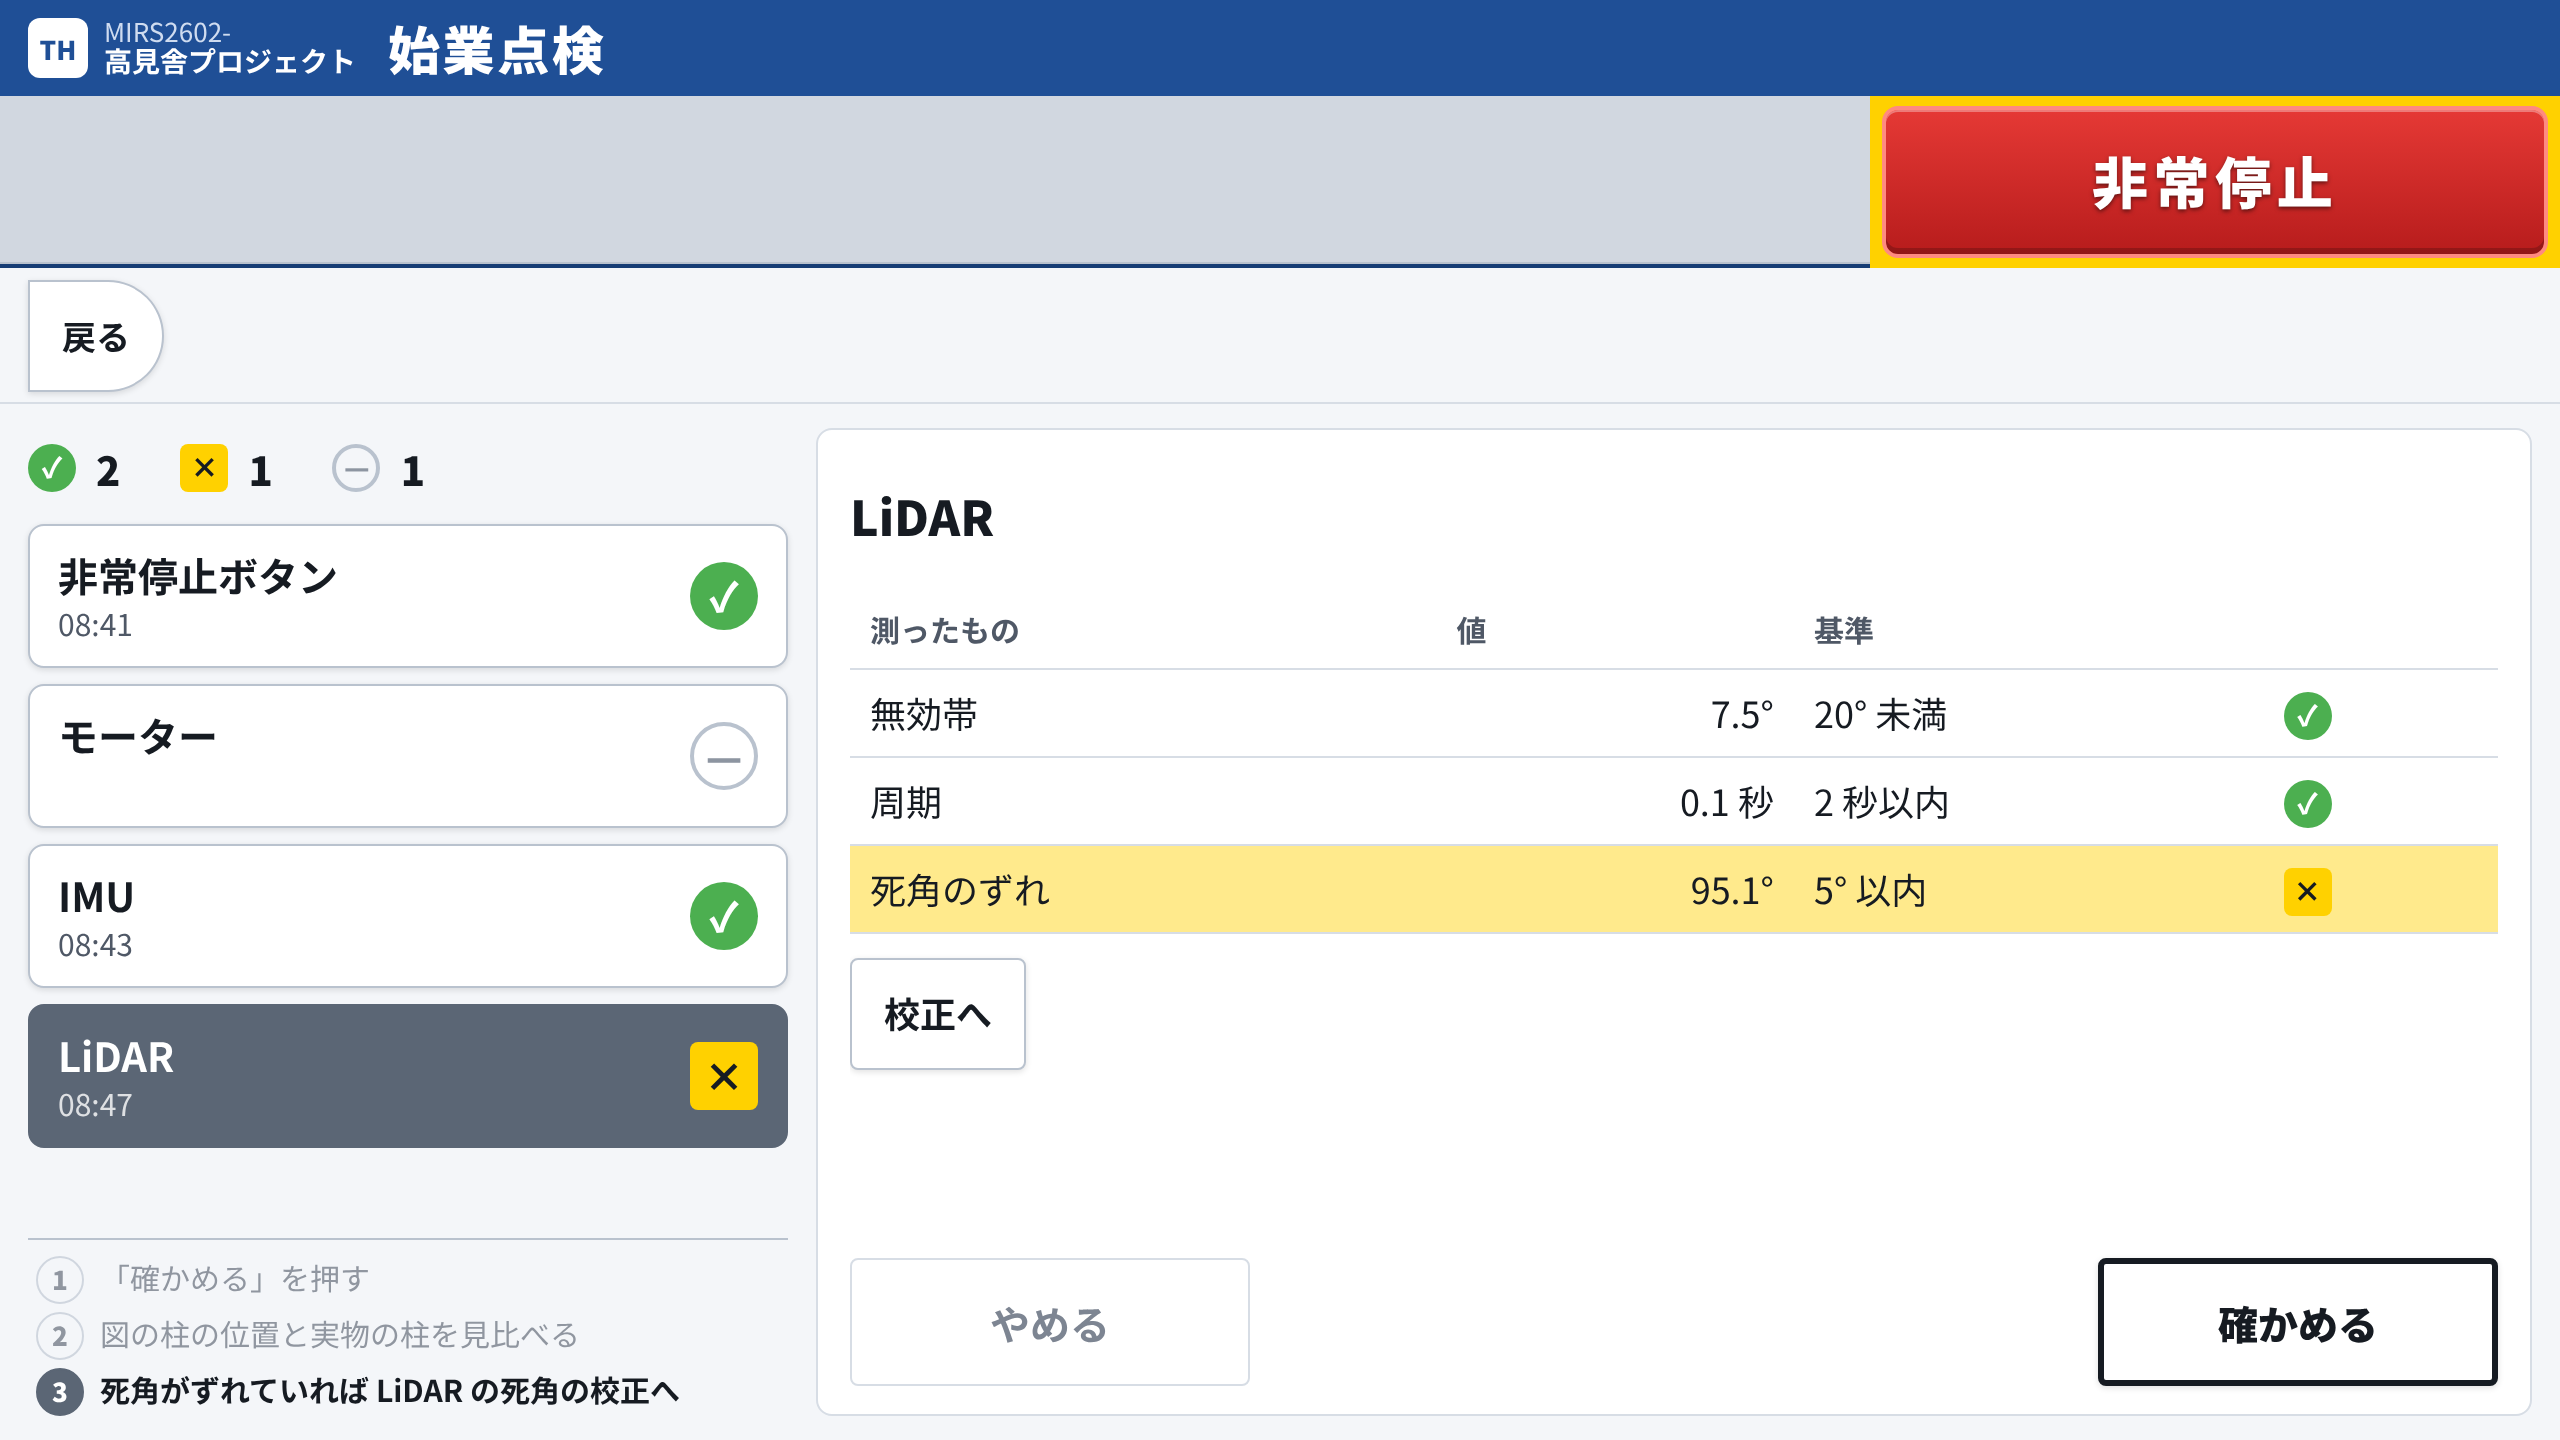 TH
MIRS2602-
高見舎プロジェクト
始業点検
非常停止
戻る
✓ 2 ✕ 1 — 1
非常停止ボタン
08:41
✓
モーター
—
IMU
08:43
✓
LiDAR
08:47
✕
1 「確かめる」を押す
2 図の柱の位置と実物の柱を見比べる
3 死角がずれていれば LiDAR の死角の校正へ
LiDAR
測ったもの 値 基準
無効帯 7.5° 20° 未満 ✓
周期 0.1 秒 2 秒以内 ✓
死角のずれ 95.1° 5° 以内 ✕
校正へ
やめる
確かめる